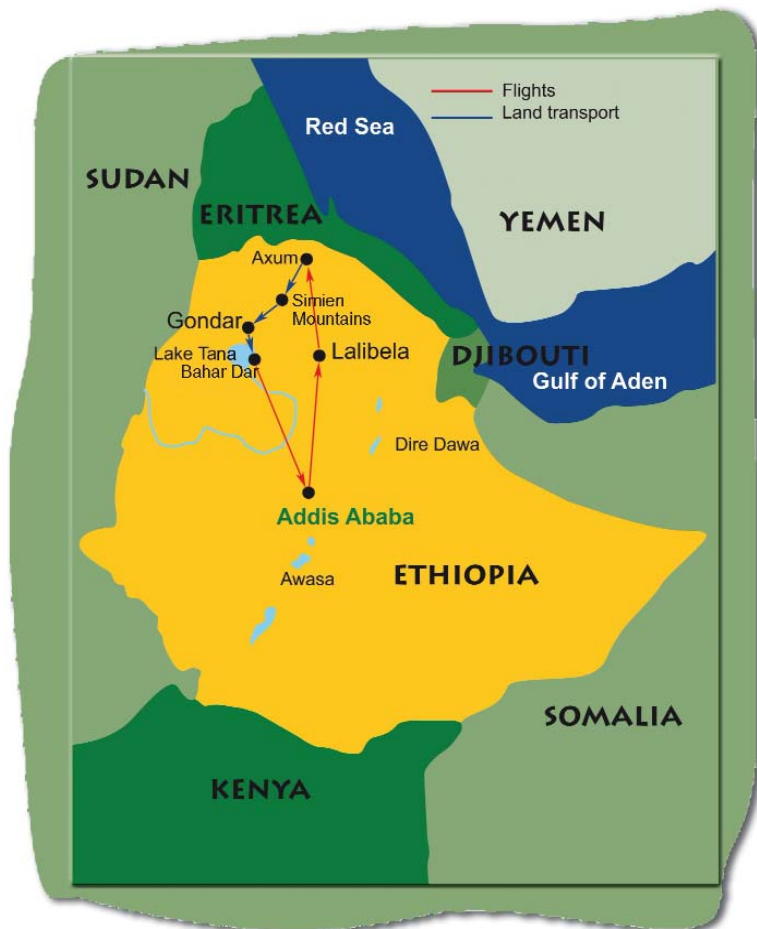 Flights
Land transport
Red Sea
SUDAN
ERITREA
YEMEN
Axum
Simien
Mountains
Gondar
Lake Tana
Bahar Dar
Lalibela
DJIBOUTI
Gulf of Aden
Dire Dawa
Addis Ababa
Awasa
ETHIOPIA
SOMALIA
KENYA